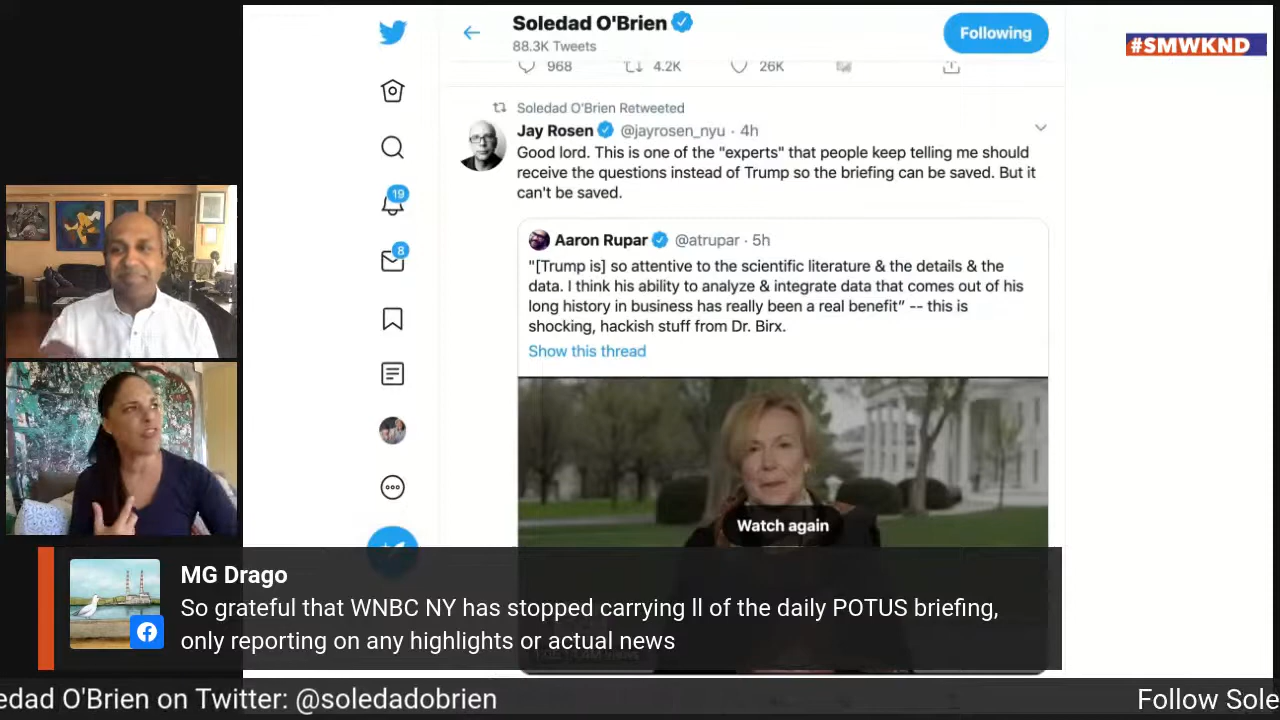 Soledad O'Brien
88.3K Tweets
Following
#SMWKND
968
4.2K
26K
Soledad O'Brien Retweeted
Jay Rosen @jayrosen_nyu · 4h
Good lord. This is one of the "experts" that people keep telling me should
receive the questions instead of Trump so the briefing can be saved. But it
can't be saved.
19
8
Aaron Rupar @atrupar · 5h
"[Trump is] so attentive to the scientific literature & the details & the
data. I think his ability to analyze & integrate data that comes out of his
long history in business has really been a real benefit” -- this is
shocking, hackish stuff from Dr. Birx.
Show this thread
Watch again
MG Drago
So grateful that WNBC NY has stopped carrying ll of the daily POTUS briefing,
only reporting on any highlights or actual news
edad O'Brien on Twitter: @soledadobrien
Follow Sole